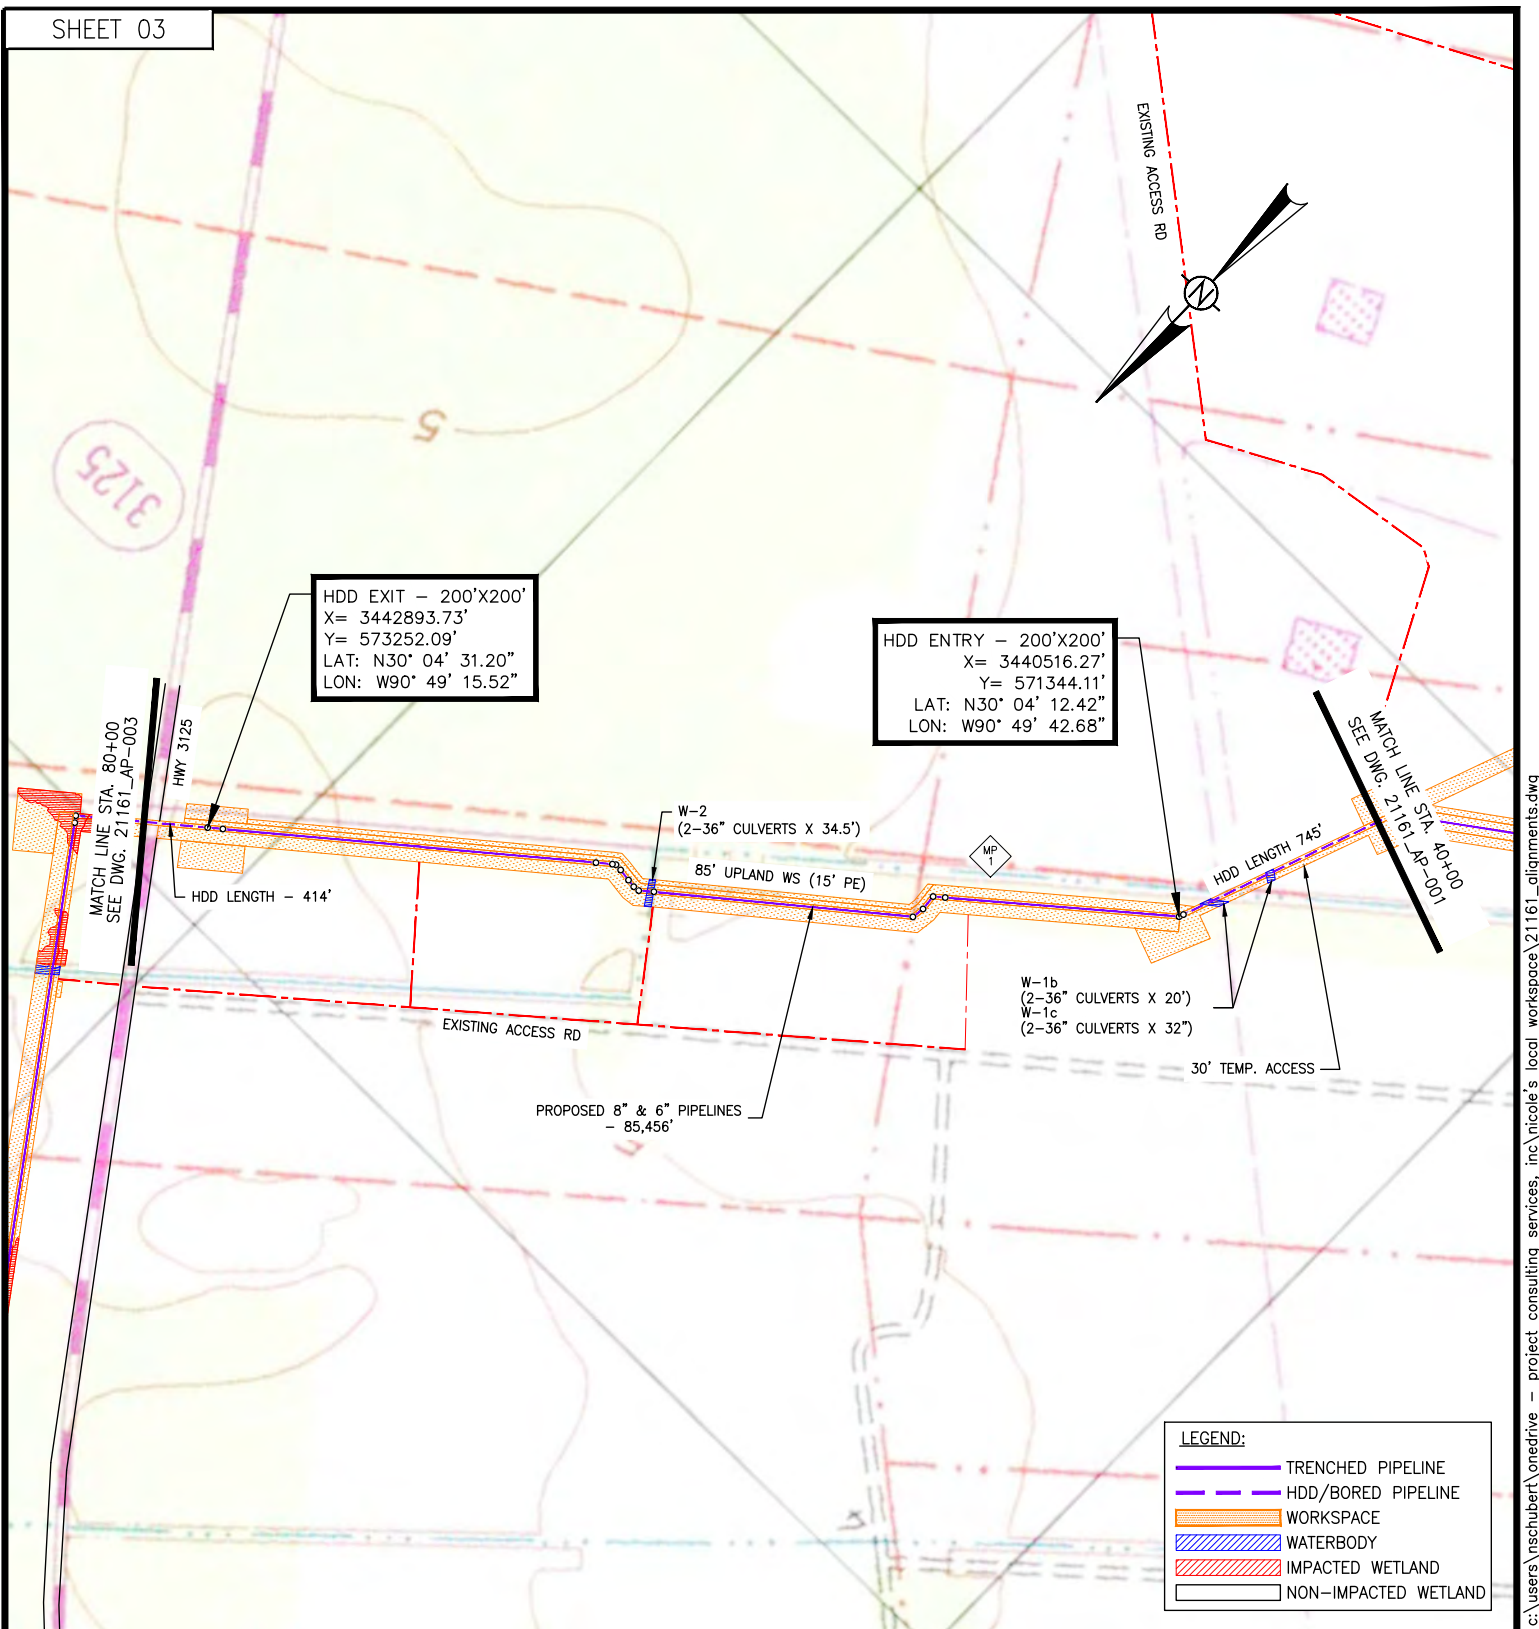 SHEET 03
EXISTING ACCESS RD
N
5
3125
HDD EXIT – 200'X200'
X= 3442893.73'
Y= 573252.09'
LAT: N30° 04' 31.20"
LON: W90° 49' 15.52"
HDD ENTRY – 200'X200'
X= 3440516.27'
Y= 571344.11'
LAT: N30° 04' 12.42"
LON: W90° 49' 42.68"
MATCH LINE STA. 80+00
SEE DWG. 21161_AP-003
HWY 3125
MATCH LINE STA. 40+00
SEE DWG. 21161_AP-001
W-2
(2-36" CULVERTS X 34.5')
MP
1
85' UPLAND WS (15' PE)
HDD LENGTH 745'
HDD LENGTH – 414'
W-1b
(2-36" CULVERTS X 20')
W-1c
(2-36" CULVERTS X 32")
EXISTING ACCESS RD
30' TEMP. ACCESS
PROPOSED 8" & 6" PIPELINES
– 85,456'
LEGEND:
TRENCHED PIPELINE
HDD/BORED PIPELINE
WORKSPACE
WATERBODY
IMPACTED WETLAND
NON-IMPACTED WETLAND
c:\users\nschubert\onedrive - project consulting services, inc\nicole's local workspace\21161_alignments.dwg